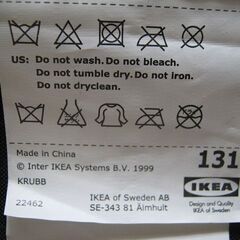 US: Do not wash. Do not bleach.
Do not tumble dry. Do not iron.
Do not dryclean.
Made in China
© Inter IKEA Systems B.V. 1999
KRUBB
22462
IKEA of Sweden AB
SE-343 81 Älmhult
131
IKEA
Design and Quality
IKEA of Sweden